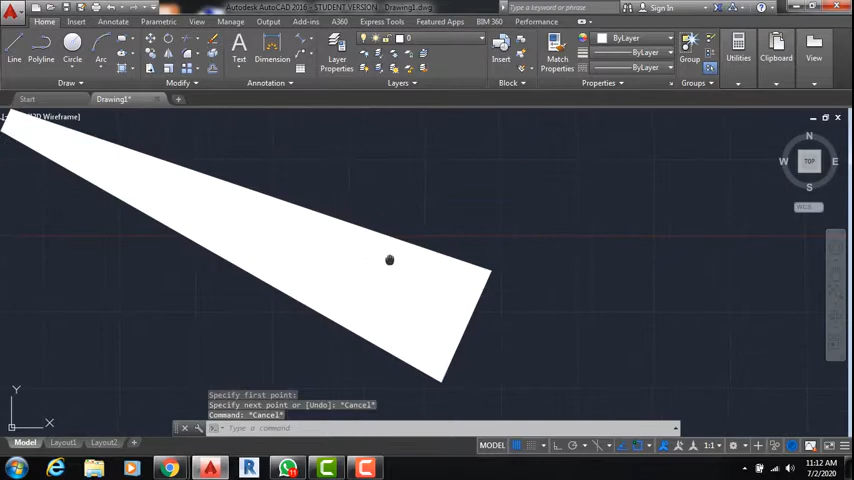 Autodesk AutoCAD 2016 - STUDENT VERSION Drawing1.dwg
Type a keyword or phrase
Sign In
Home Insert Annotate Parametric View Manage Output Add-ins A360 Express Tools Featured Apps BIM 360 Performance
Line Polyline Circle Arc Text Dimension Layer Properties 0 Insert Match Properties ByLayer ByLayer ByLayer Group Utilities Clipboard View
Draw Modify Annotation Layers Block Properties Groups
Start Drawing1*
2D Wireframe]
N
W TOP E
S
WCS
Specify first point:
Specify next point or [Undo]: *Cancel*
Command: *Cancel*
Type a command
Y
X
Model Layout1 Layout2
MODEL 1:1
11:12 AM
7/2/2020